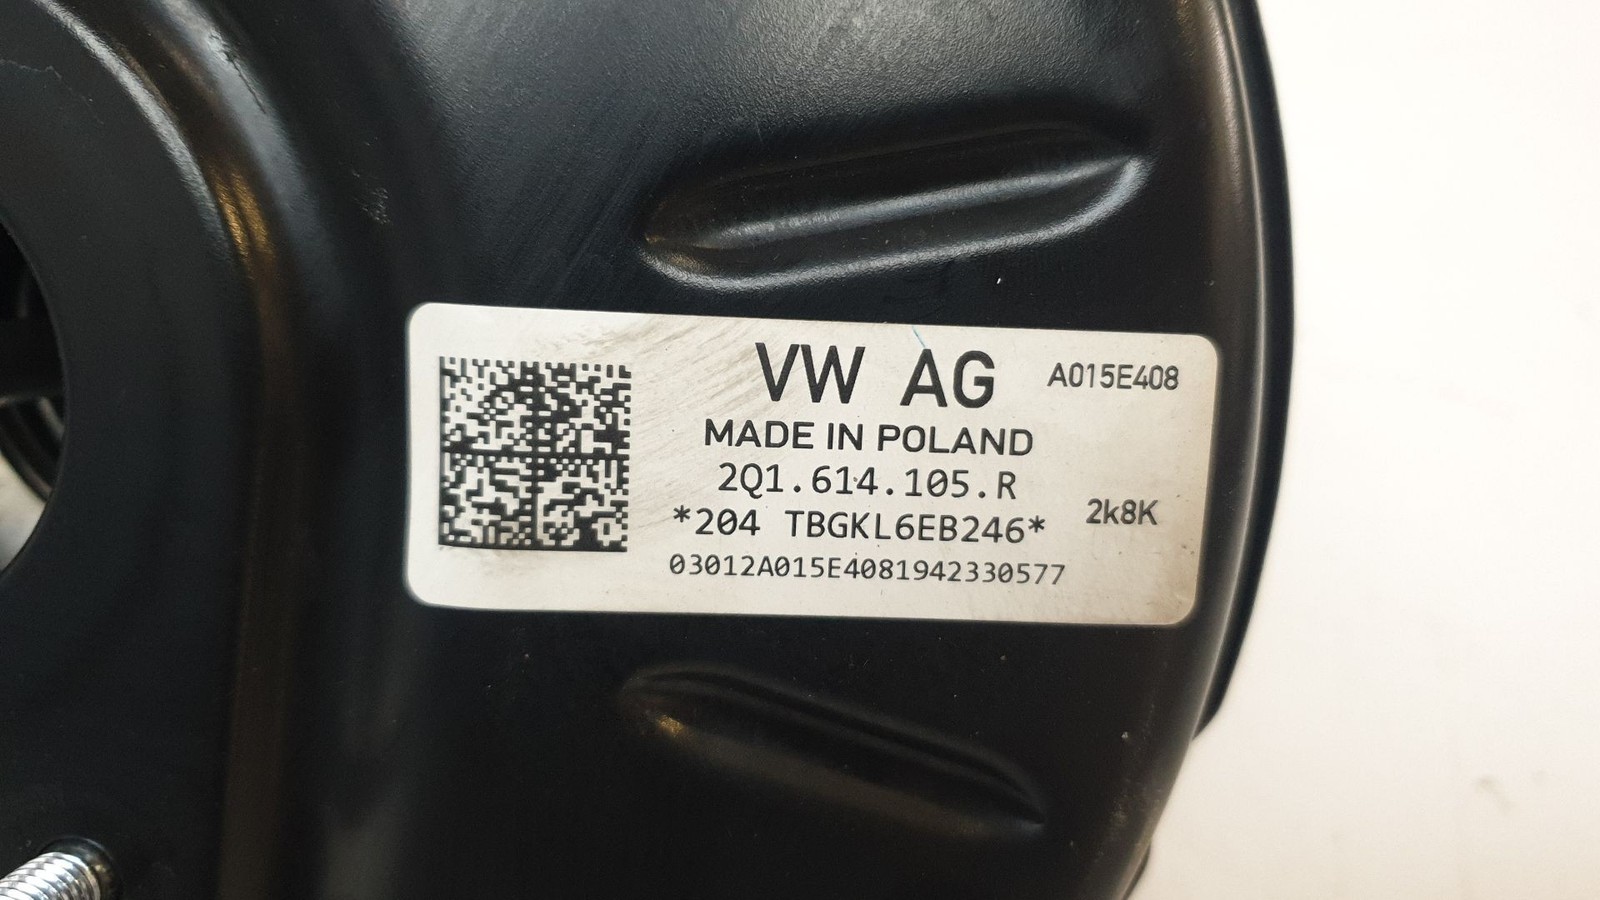 VW AG A015E408
MADE IN POLAND
2Q1.614.105.R
*204 TBGKL6EB246* 2k8K
03012A015E4081942330577